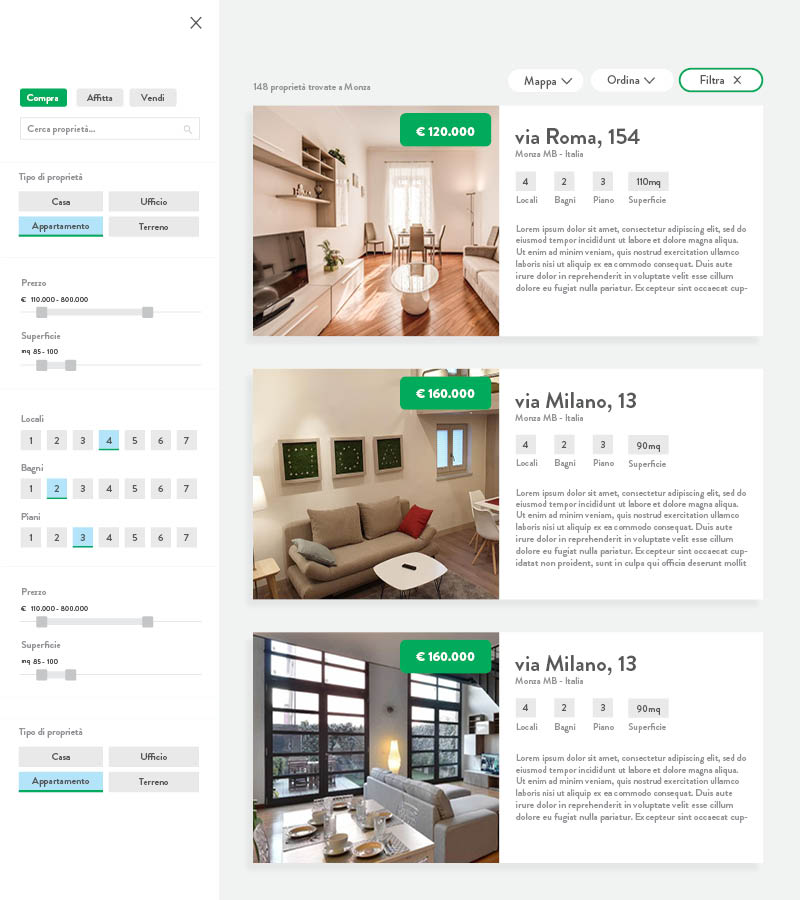 Compra Affitta Vendi
Cerca proprietà...
Tipo di proprietà
Casa Ufficio
Appartamento Terreno
Prezzo
€ 110.000 - 800.000
Superficie
mq 85 - 100
Locali
1 2 3 4 5 6 7
Bagni
1 2 3 4 5 6 7
Piani
1 2 3 4 5 6 7
Prezzo
€ 110.000 - 800.000
Superficie
mq 85 - 100
Tipo di proprietà
Casa Ufficio
Appartamento Terreno
148 proprietà trovate a Monza
Mappa Ordina Filtra
€ 120.000
via Roma, 154
Monza MB - Italia
4 2 3 110mq
Locali Bagni Piano Superficie
Lorem ipsum dolor sit amet, consectetur adipiscing elit, sed do
eiusmod tempor incididunt ut labore et dolore magna aliqua.
Ut enim ad minim veniam, quis nostrud exercitation ullamco
laboris nisi ut aliquip ex ea commodo consequat. Duis aute
irure dolor in reprehenderit in voluptate velit esse cillum
dolore eu fugiat nulla pariatur. Excepteur sint occaecat cup-
€ 160.000
via Milano, 13
Monza MB - Italia
4 2 3 90mq
Locali Bagni Piano Superficie
Lorem ipsum dolor sit amet, consectetur adipiscing elit, sed do
eiusmod tempor incididunt ut labore et dolore magna aliqua.
Ut enim ad minim veniam, quis nostrud exercitation ullamco
laboris nisi ut aliquip ex ea commodo consequat. Duis aute
irure dolor in reprehenderit in voluptate velit esse cillum
dolore eu fugiat nulla pariatur. Excepteur sint occaecat cup-
idatat non proident, sunt in culpa qui officia deserunt mollit
€ 160.000
via Milano, 13
Monza MB - Italia
4 2 3 90mq
Locali Bagni Piano Superficie
Lorem ipsum dolor sit amet, consectetur adipiscing elit, sed do
eiusmod tempor incididunt ut labore et dolore magna aliqua.
Ut enim ad minim veniam, quis nostrud exercitation ullamco
laboris nisi ut aliquip ex ea commodo consequat. Duis aute
irure dolor in reprehenderit in voluptate velit esse cillum
dolore eu fugiat nulla pariatur. Excepteur sint occaecat cup-